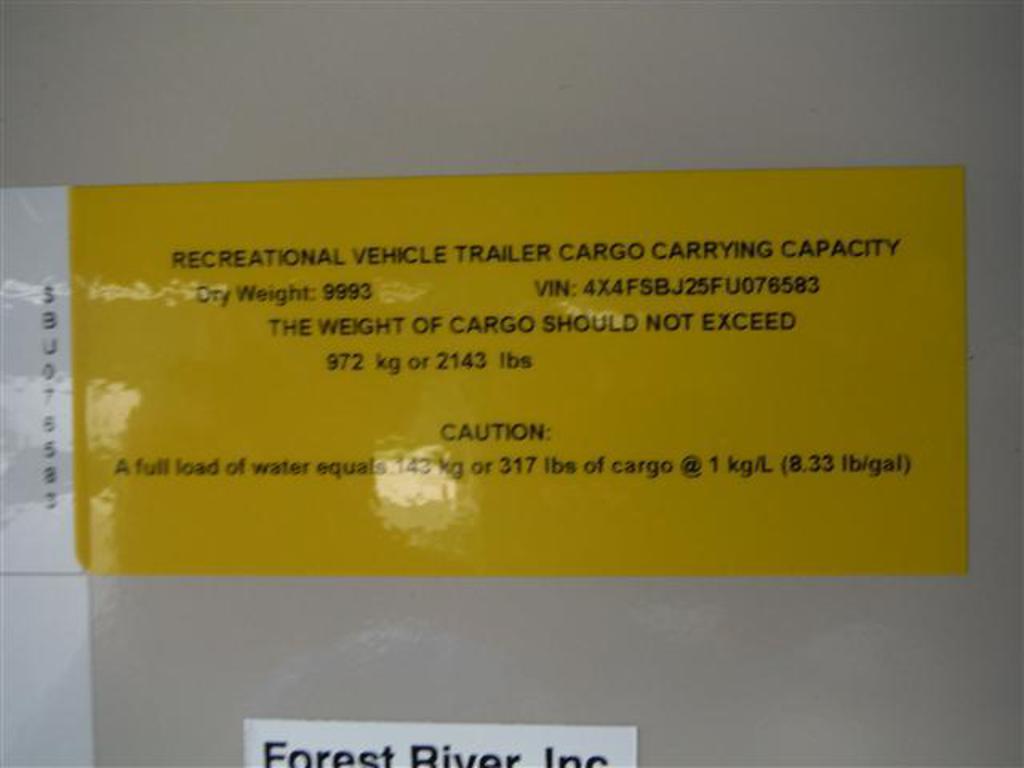 RECREATIONAL VEHICLE TRAILER CARGO CARRYING CAPACITY
Dry Weight: 9993 VIN: 4X4FSBJ25FU076583
THE WEIGHT OF CARGO SHOULD NOT EXCEED
972 kg or 2143 lbs
CAUTION:
A full load of water equals 143 kg or 317 lbs of cargo @ 1 kg/L (8.33 lb/gal)
SBU076583
Forest River, Inc.